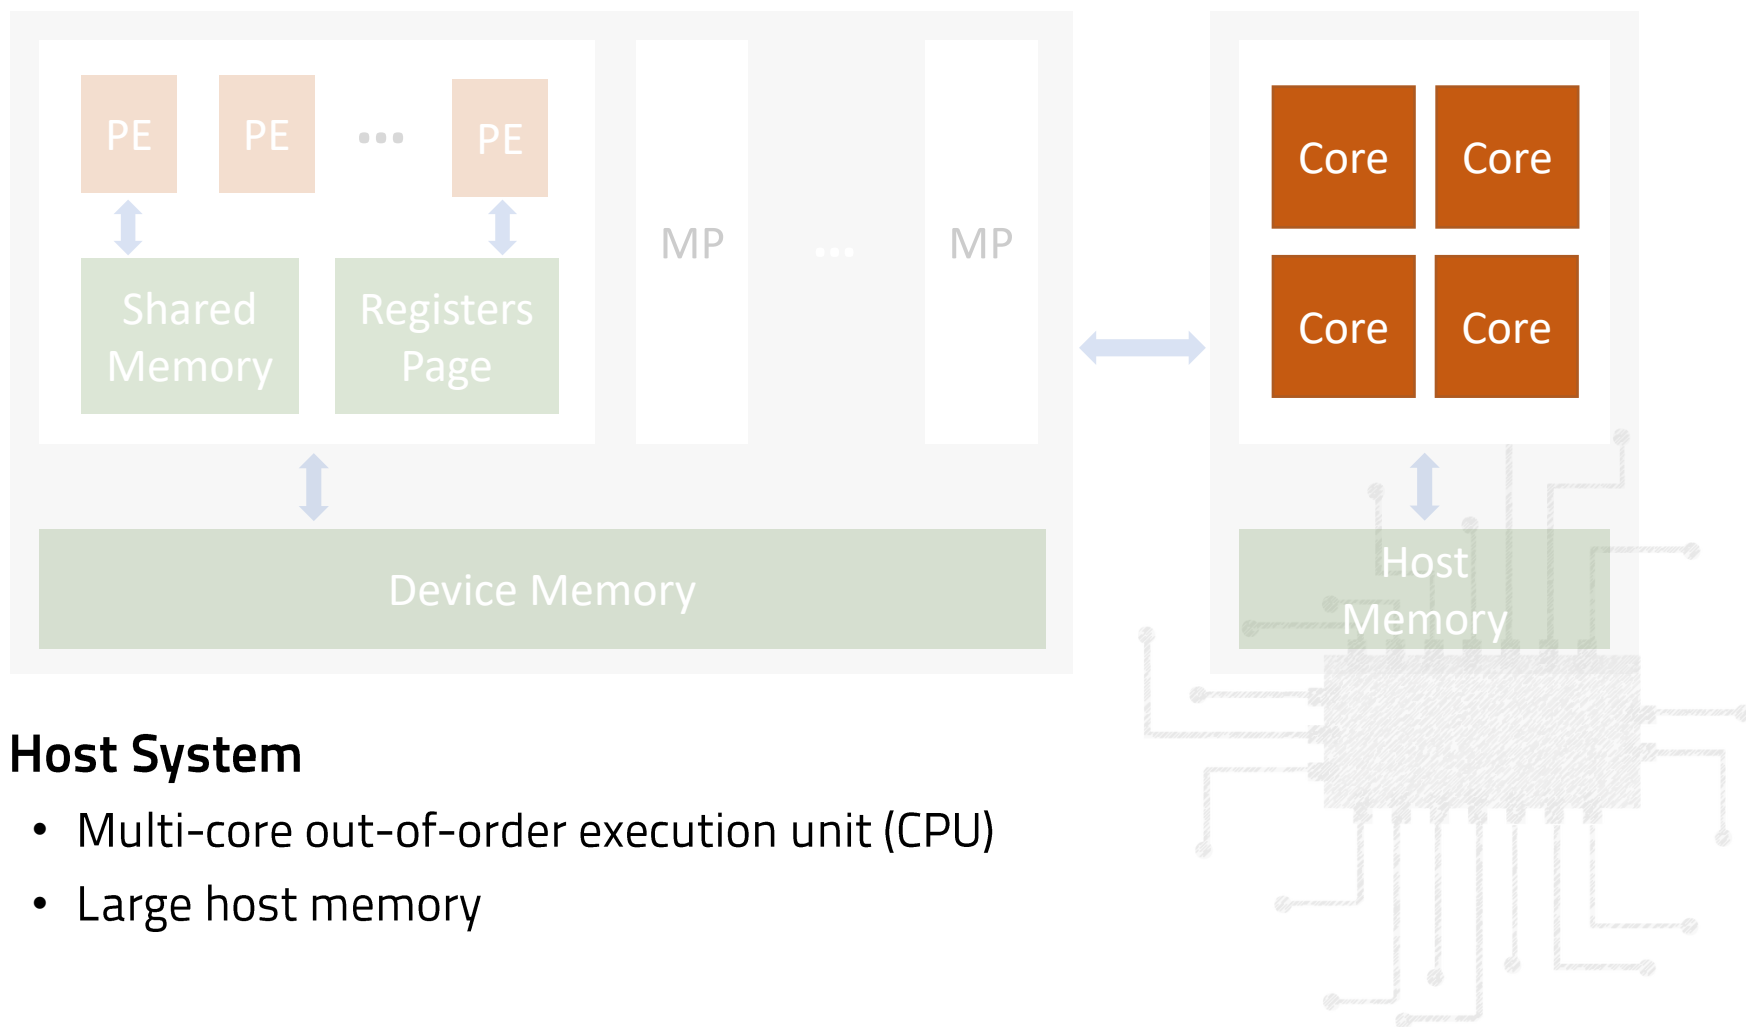 PE
PE
...
PE
Shared
Memory
Registers
Page
MP
...
MP
Device Memory
Core
Core
Core
Core
Host
Memory
Host System
• Multi-core out-of-order execution unit (CPU)
• Large host memory